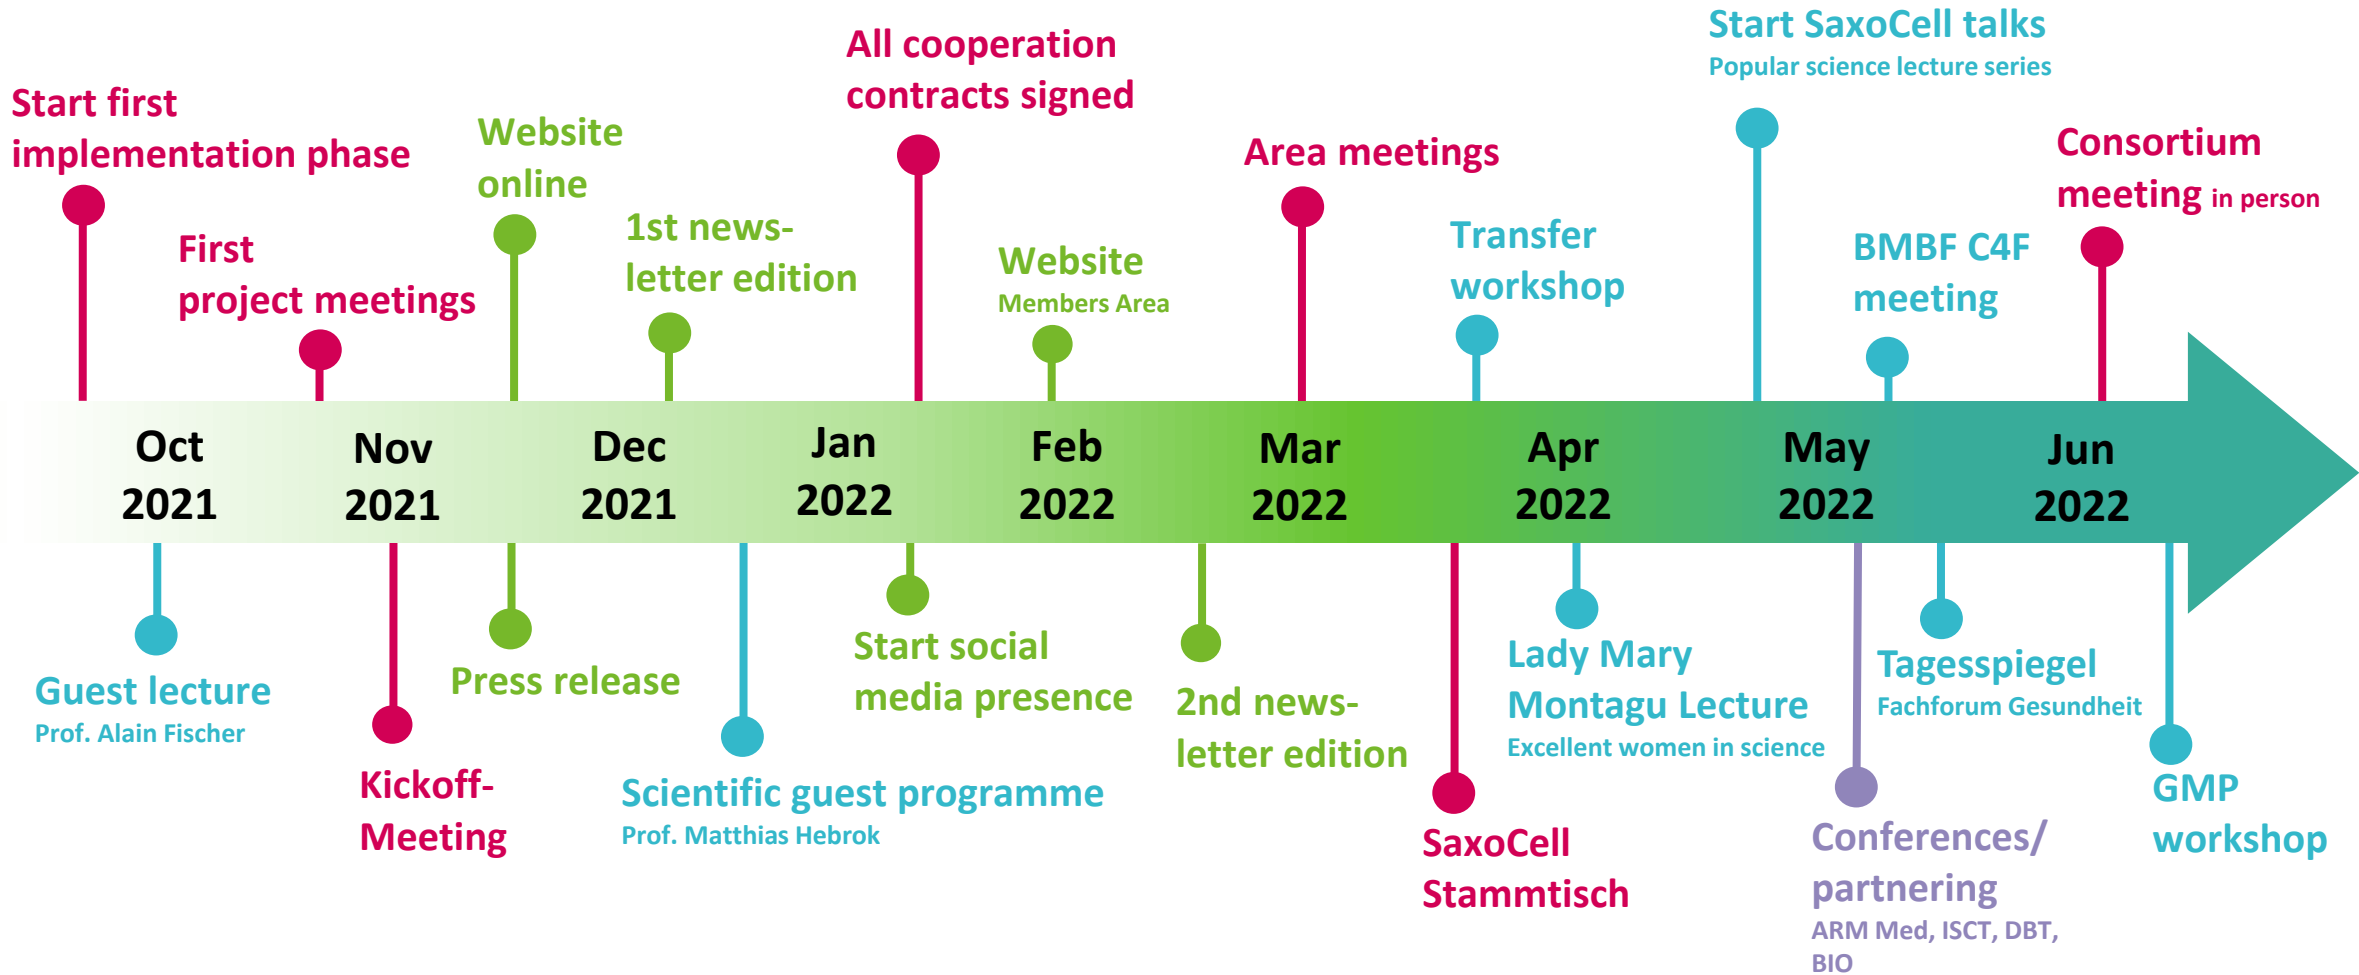 Start first
implementation phase
First
project meetings
Website
online
1st news-
letter edition
All cooperation
contracts signed
Website
Members Area
Area meetings
Transfer
workshop
Start SaxoCell talks
Popular science lecture series
BMBF C4F
meeting
Consortium
meeting in person
Oct
2021
Nov
2021
Dec
2021
Jan
2022
Feb
2022
Mar
2022
Apr
2022
May
2022
Jun
2022
Guest lecture
Prof. Alain Fischer
Kickoff-
Meeting
Press release
Scientific guest programme
Prof. Matthias Hebrok
Start social
media presence
2nd news-
letter edition
SaxoCell
Stammtisch
Lady Mary
Montagu Lecture
Excellent women in science
Conferences/
partnering
ARM Med, ISCT, DBT,
BIO
Tagesspiegel
Fachforum Gesundheit
GMP
workshop